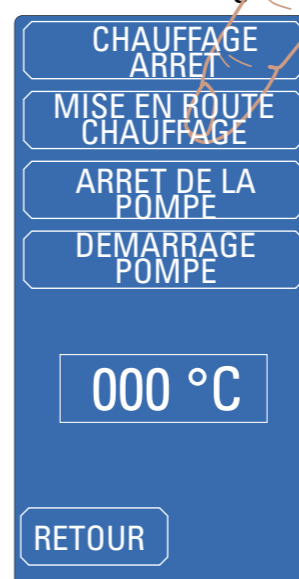 CHAUFFAGE
ARRET
MISE EN ROUTE
CHAUFFAGE
ARRET DE LA
POMPE
DEMARRAGE
POMPE
000 °C
RETOUR